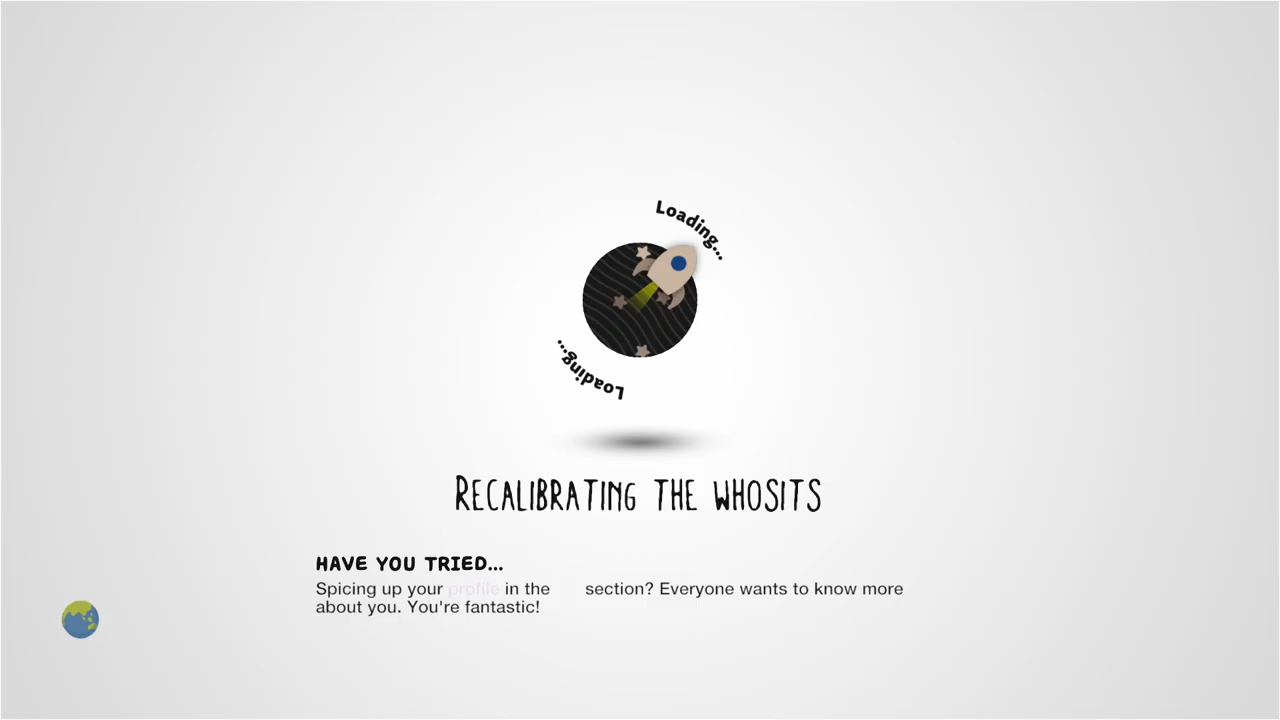 Loading...
Loading...
RECALIBRATING THE WHOSITS
HAVE YOU TRIED...
Spicing up your profile in the section? Everyone wants to know more
about you. You're fantastic!